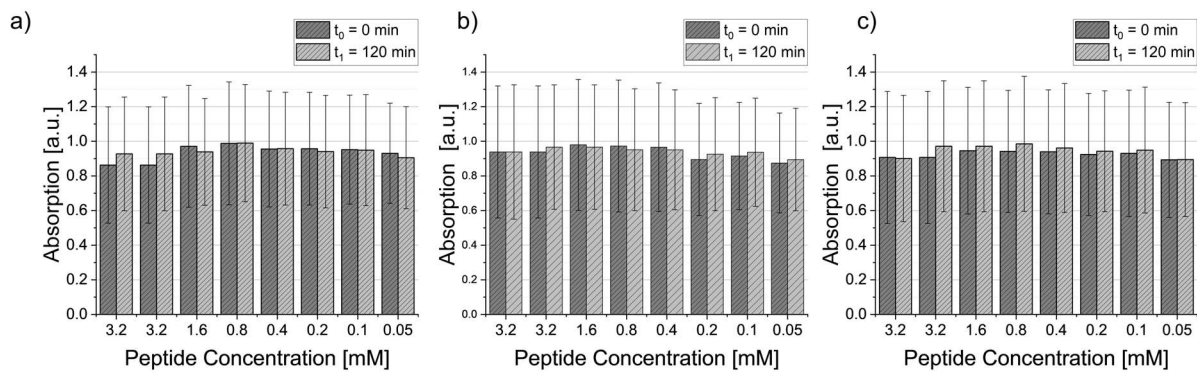 a)
t₀ = 0 min
t₁ = 120 min
1.4
1.2
1.0
0.8
0.6
0.4
0.2
0.0
Absorption [a.u.]
3.2 3.2 1.6 0.8 0.4 0.2 0.1 0.05
Peptide Concentration [mM]
b)
t₀ = 0 min
t₁ = 120 min
1.4
1.2
1.0
0.8
0.6
0.4
0.2
0.0
Absorption [a.u.]
3.2 3.2 1.6 0.8 0.4 0.2 0.1 0.05
Peptide Concentration [mM]
c)
t₀ = 0 min
t₁ = 120 min
1.4
1.2
1.0
0.8
0.6
0.4
0.2
0.0
Absorption [a.u.]
3.2 3.2 1.6 0.8 0.4 0.2 0.1 0.05
Peptide Concentration [mM]